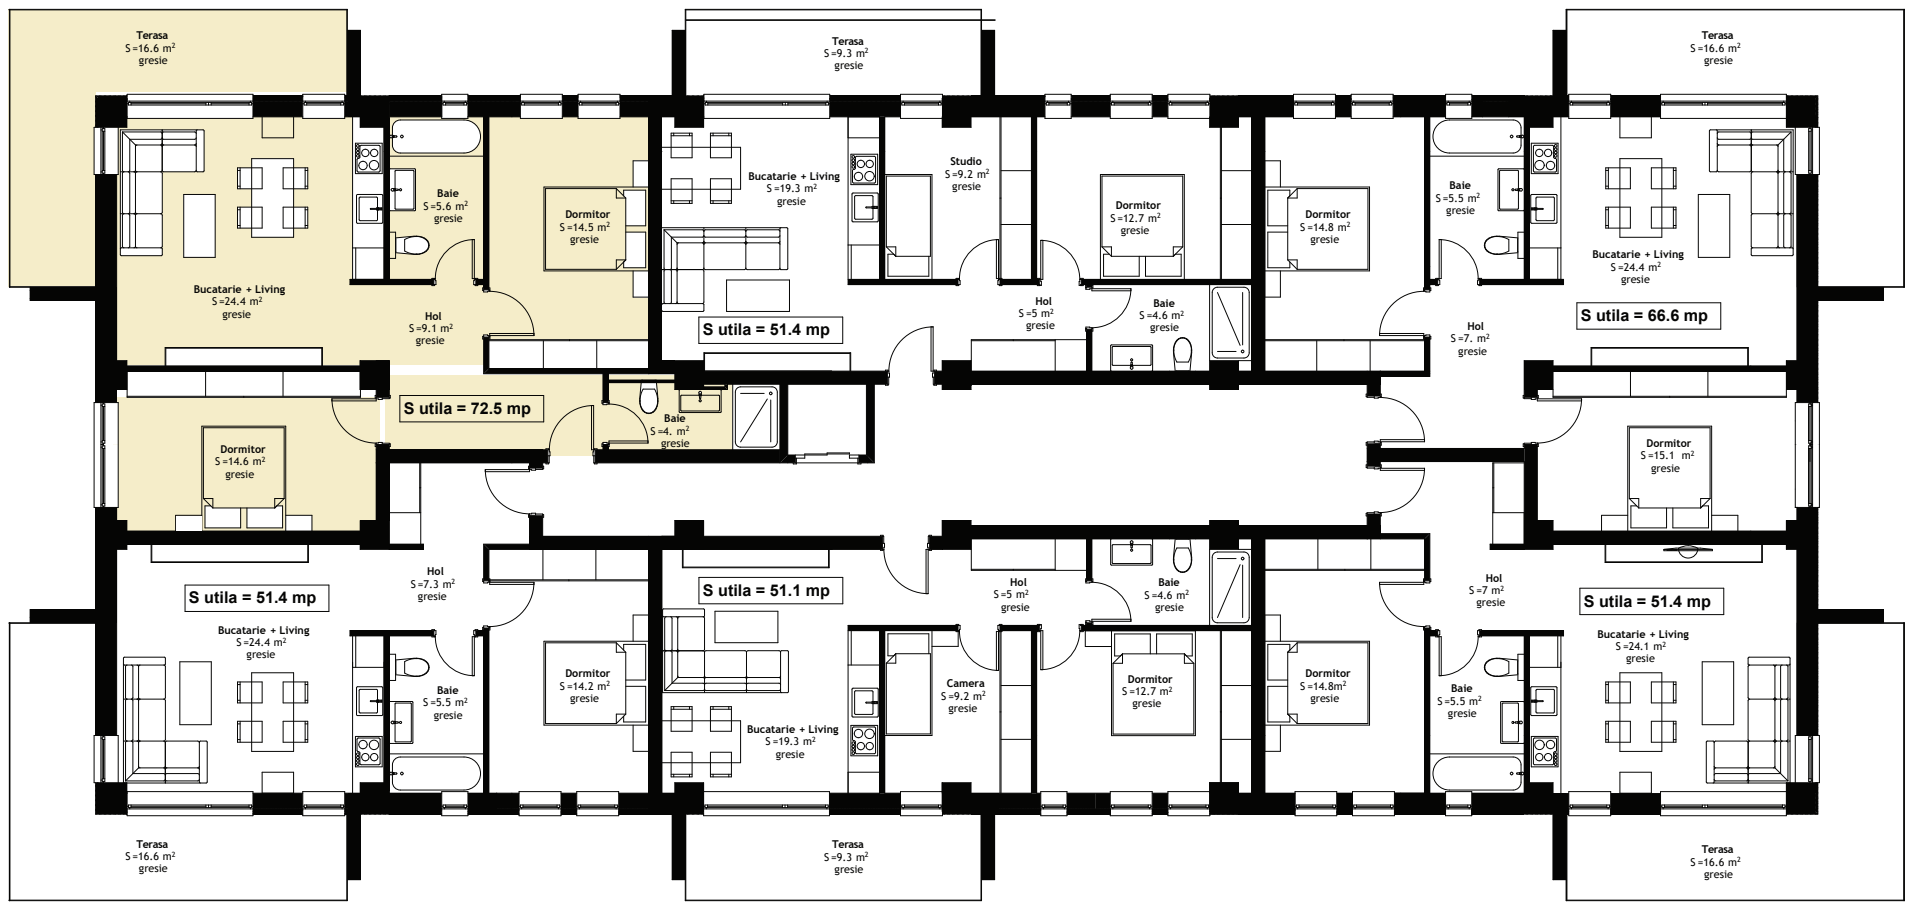 Terasa
S =16.6 m²
gresie
Terasa
S =9.3 m²
gresie
Terasa
S =16.6 m²
gresie
Bucatarie + Living
S =24.4 m²
gresie
Baie
S =5.6 m²
gresie
Hol
S =9.1 m²
gresie
Dormitor
S =14.5 m²
gresie
Bucatarie + Living
S =19.3 m²
gresie
S utila = 51.4 mp
Studio
S =9.2 m²
gresie
Hol
S =5 m²
gresie
Dormitor
S =12.7 m²
gresie
Baie
S =4.6 m²
gresie
Dormitor
S =14.8 m²
gresie
Baie
S =5.5 m²
gresie
Hol
S =7. m²
gresie
Bucatarie + Living
S =24.4 m²
gresie
S utila = 66.6 mp
S utila = 72.5 mp
Baie
S =4. m²
gresie
Dormitor
S =14.6 m²
gresie
Dormitor
S =15.1 m²
gresie
S utila = 51.4 mp
Bucatarie + Living
S =24.4 m²
gresie
Hol
S =7.3 m²
gresie
Baie
S =5.5 m²
gresie
Dormitor
S =14.2 m²
gresie
S utila = 51.1 mp
Bucatarie + Living
S =19.3 m²
gresie
Camera
S =9.2 m²
gresie
Hol
S =5 m²
gresie
Baie
S =4.6 m²
gresie
Dormitor
S =12.7 m²
gresie
Dormitor
S =14.8m²
gresie
Hol
S =7 m²
gresie
Baie
S =5.5 m²
gresie
S utila = 51.4 mp
Bucatarie + Living
S =24.1 m²
gresie
Terasa
S =16.6 m²
gresie
Terasa
S =9.3 m²
gresie
Terasa
S =16.6 m²
gresie